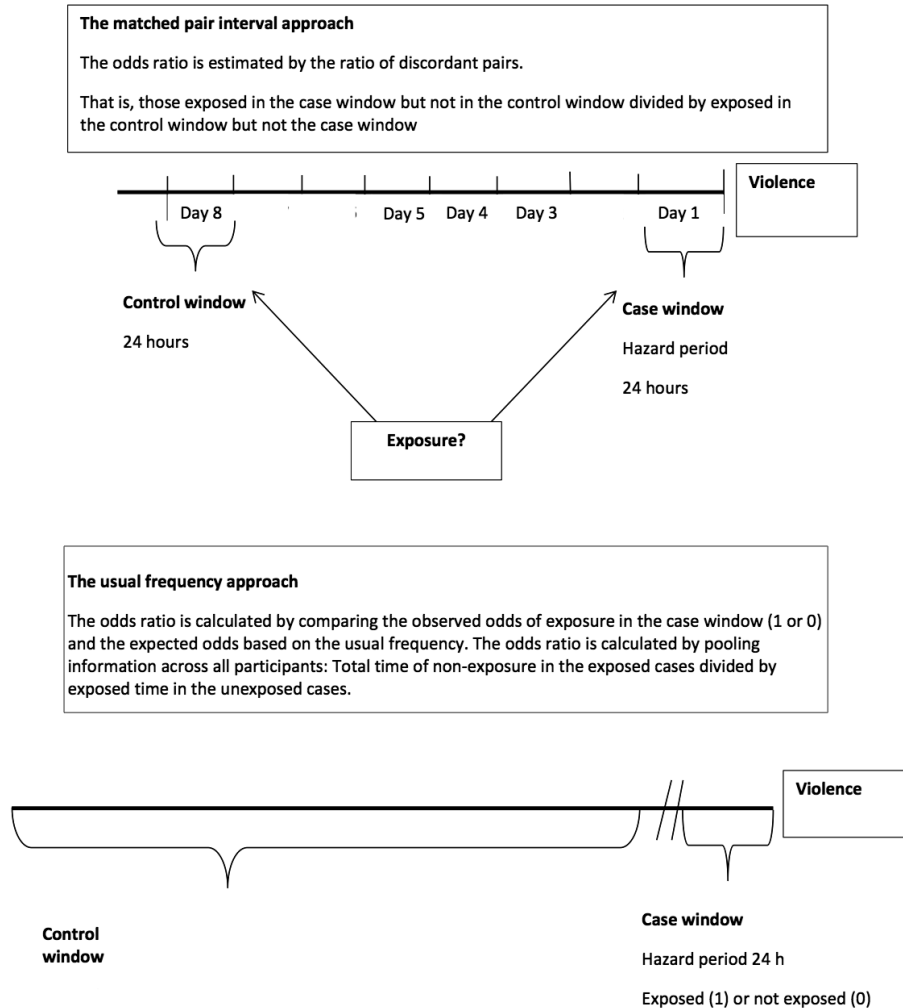 The matched pair interval approach
The odds ratio is estimated by the ratio of discordant pairs.
That is, those exposed in the case window but not in the control window divided by exposed in
the control window but not the case window
Violence
Day 8 Day 5 Day 4 Day 3 Day 1
Control window
24 hours
Case window
Hazard period
24 hours
Exposure?
The usual frequency approach
The odds ratio is calculated by comparing the observed odds of exposure in the case window (1 or 0)
and the expected odds based on the usual frequency. The odds ratio is calculated by pooling
information across all participants: Total time of non-exposure in the exposed cases divided by
exposed time in the unexposed cases.
Violence
Control
window
Case window
Hazard period 24 h
Exposed (1) or not exposed (0)